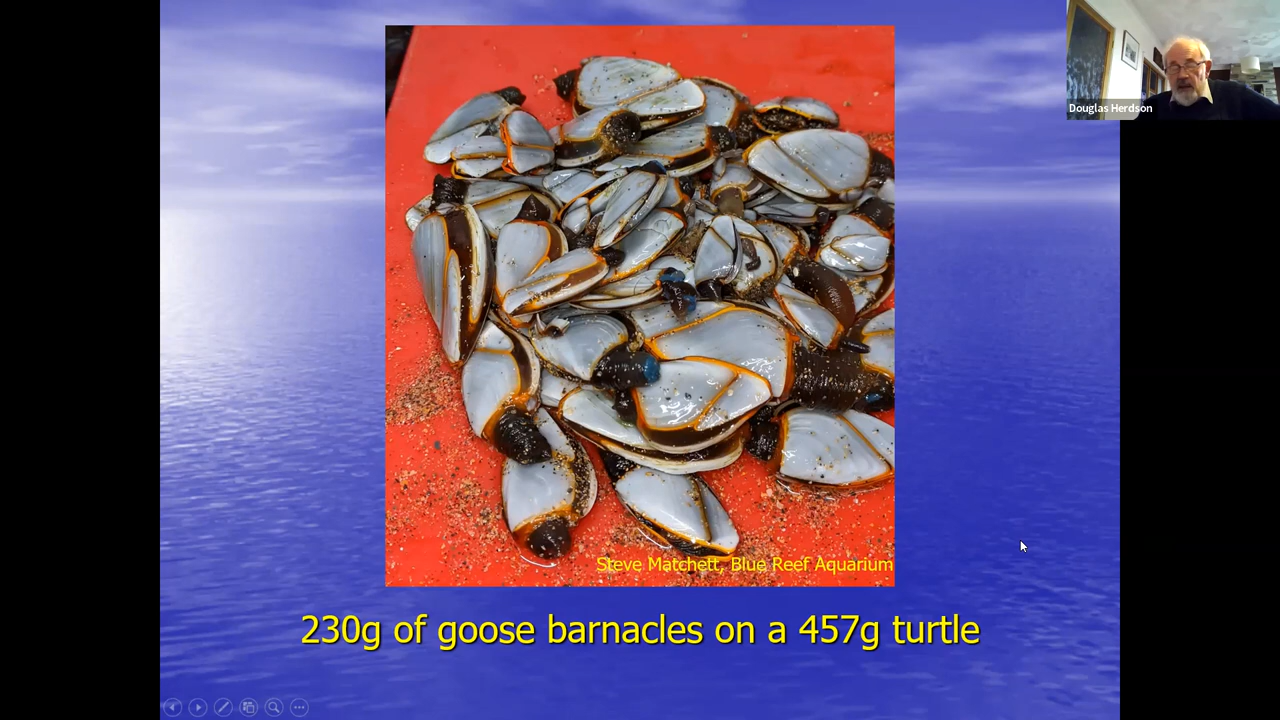 Douglas Herdson
Steve Matchett, Blue Reef Aquarium
230g of goose barnacles on a 457g turtle